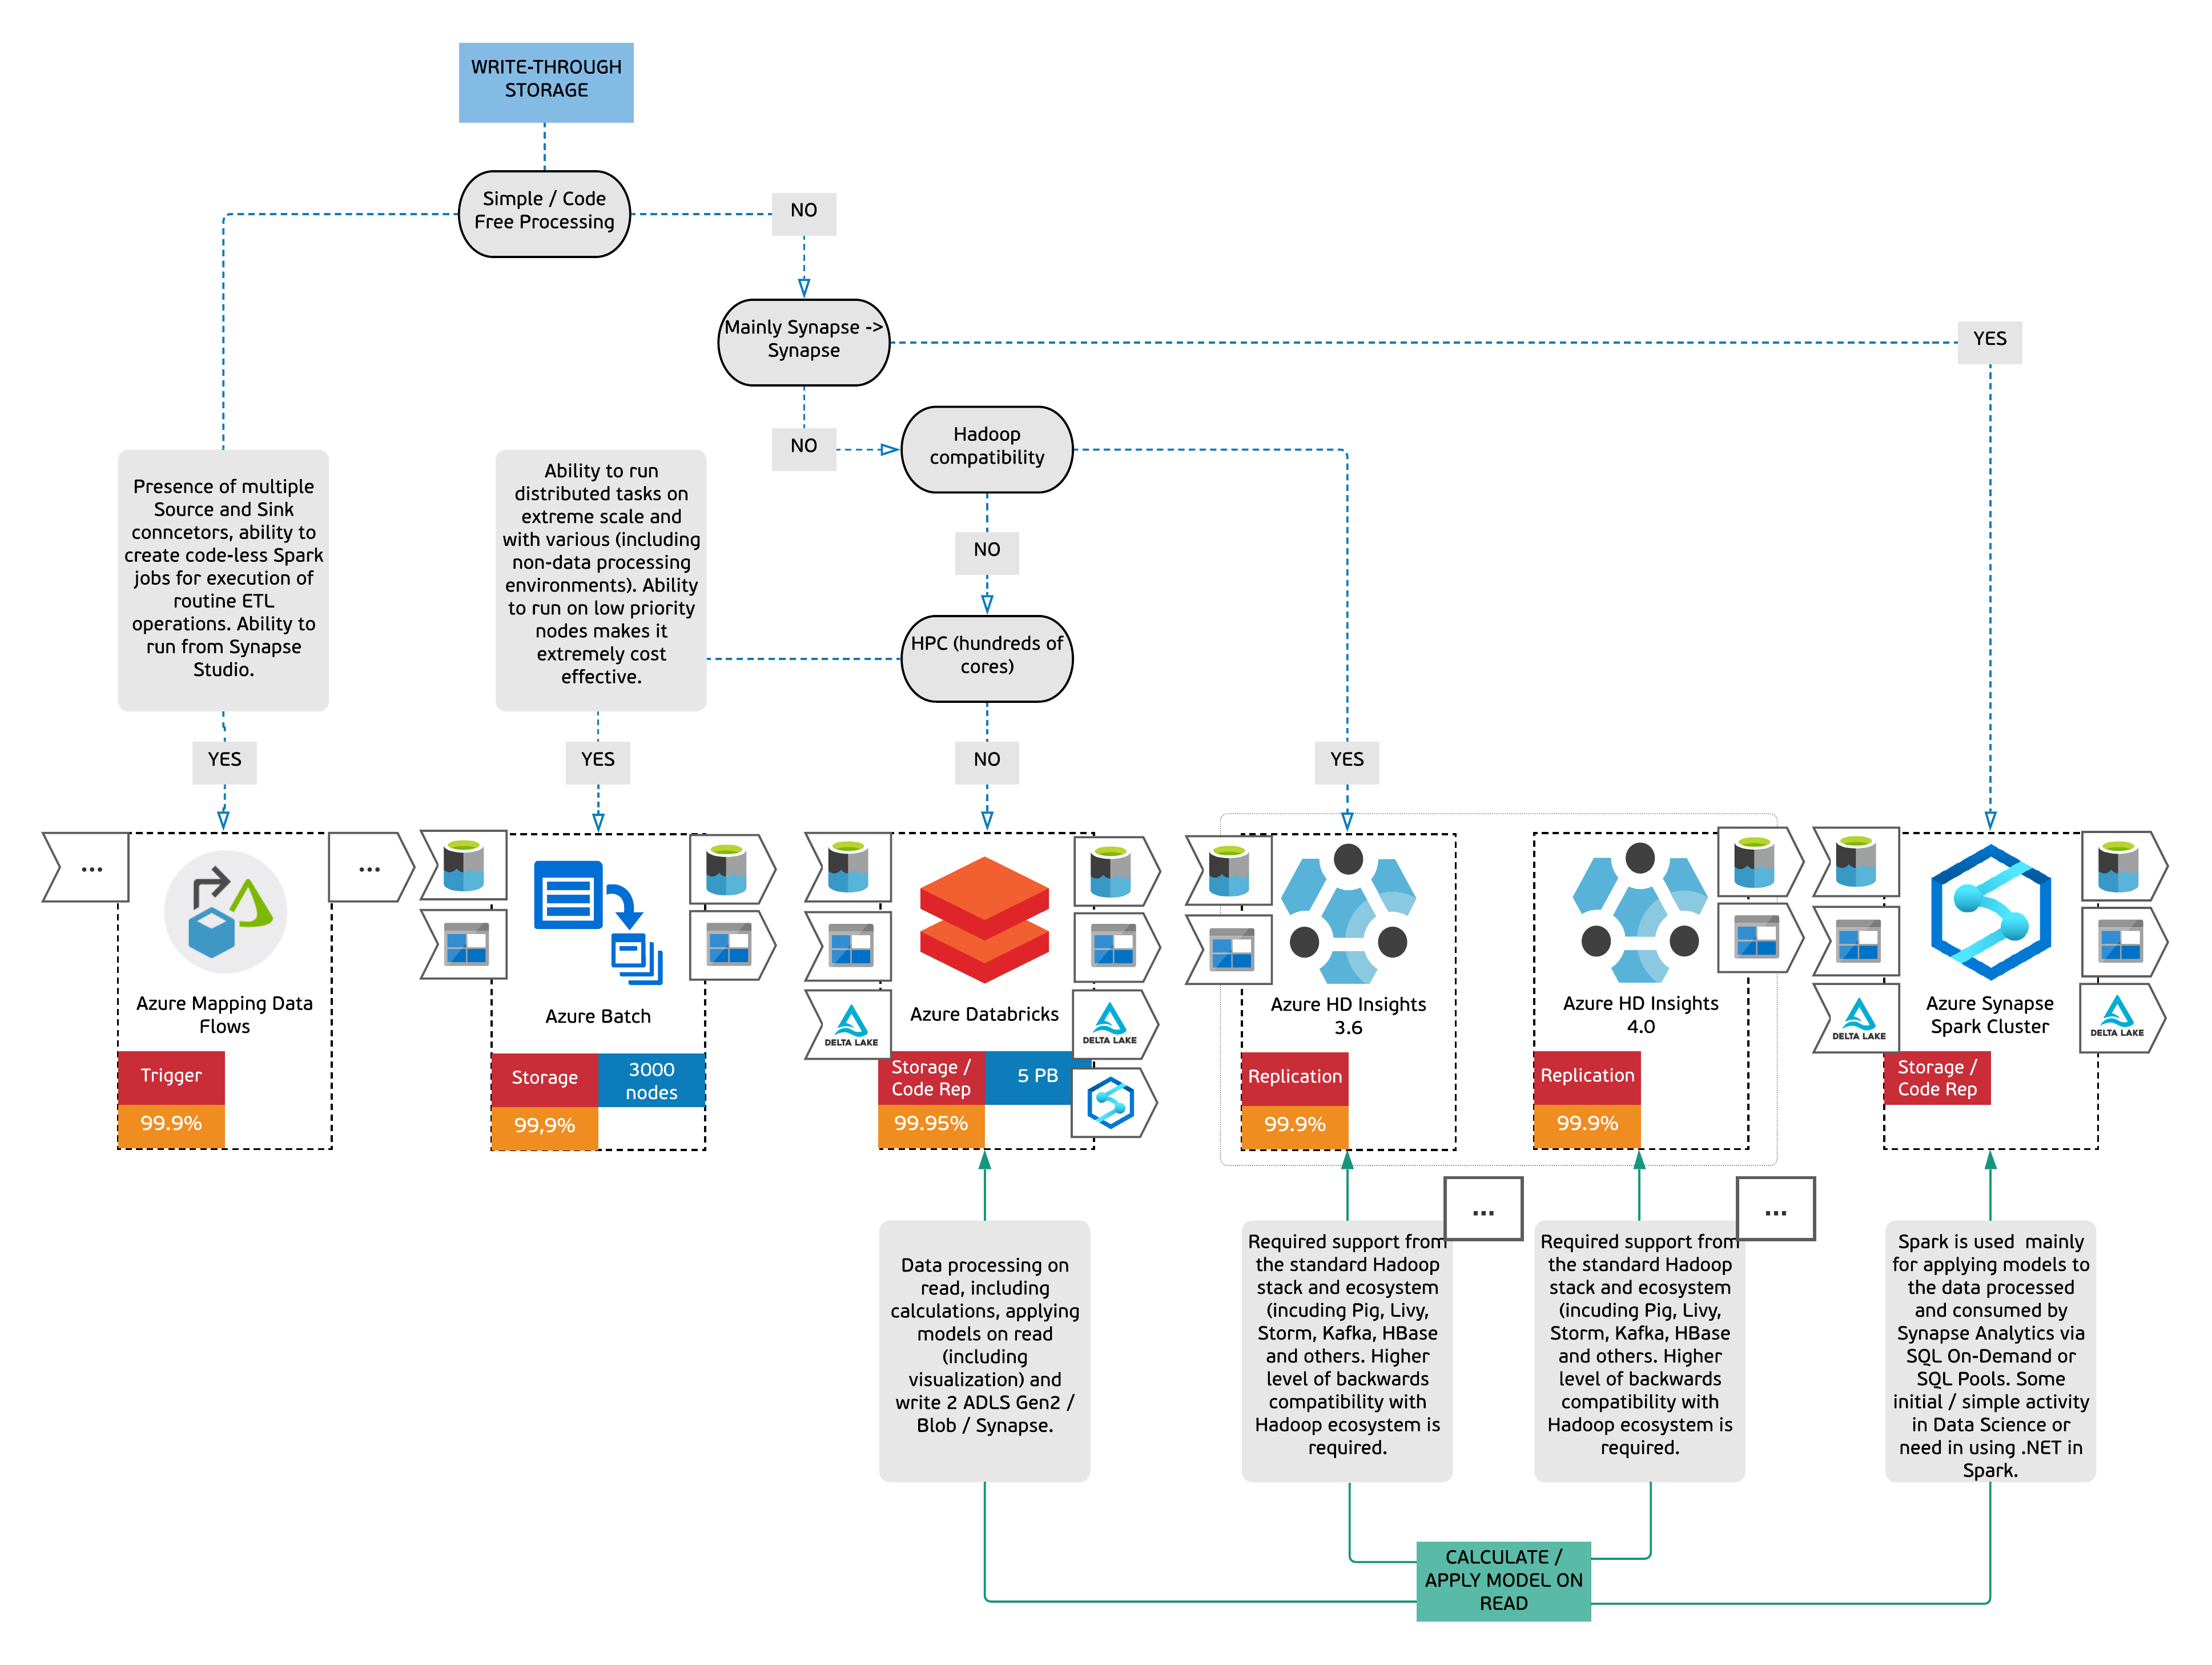 WRITE-THROUGH
STORAGE
Simple / Code
Free Processing
NO
Mainly Synapse ->
Synapse
YES
NO
Hadoop
compatibility
Presence of multiple
Source and Sink
conncetors, ability to
create code-less Spark
jobs for execution of
routine ETL
operations. Ability to
run from Synapse
Studio.
Ability to run
distributed tasks on
extreme scale and
with various (including
non-data processing
environments). Ability
to run on low priority
nodes makes it
extremely cost
effective.
NO
HPC (hundreds of
cores)
YES
YES
NO
YES
...
...
Azure Mapping Data
Flows
Trigger
99.9%
Azure Batch
Storage
3000
nodes
99,9%
DELTA LAKE
Azure Databricks
DELTA LAKE
Storage /
Code Rep
5 PB
99.95%
Azure HD Insights
3.6
Replication
99.9%
Azure HD Insights
4.0
Replication
99.9%
DELTA LAKE
Azure Synapse
Spark Cluster
DELTA LAKE
Storage /
Code Rep
...
...
Data processing on
read, including
calculations, applying
models on read
(including
visualization) and
write 2 ADLS Gen2 /
Blob / Synapse.
Required support from
the standard Hadoop
stack and ecosystem
(incuding Pig, Livy,
Storm, Kafka, HBase
and others. Higher
level of backwards
compatibility with
Hadoop ecosystem is
required.
Required support from
the standard Hadoop
stack and ecosystem
(incuding Pig, Livy,
Storm, Kafka, HBase
and others. Higher
level of backwards
compatibility with
Hadoop ecosystem is
required.
Spark is used mainly
for applying models to
the data processed
and consumed by
Synapse Analytics via
SQL On-Demand or
SQL Pools. Some
initial / simple activity
in Data Science or
need in using .NET in
Spark.
CALCULATE /
APPLY MODEL ON
READ